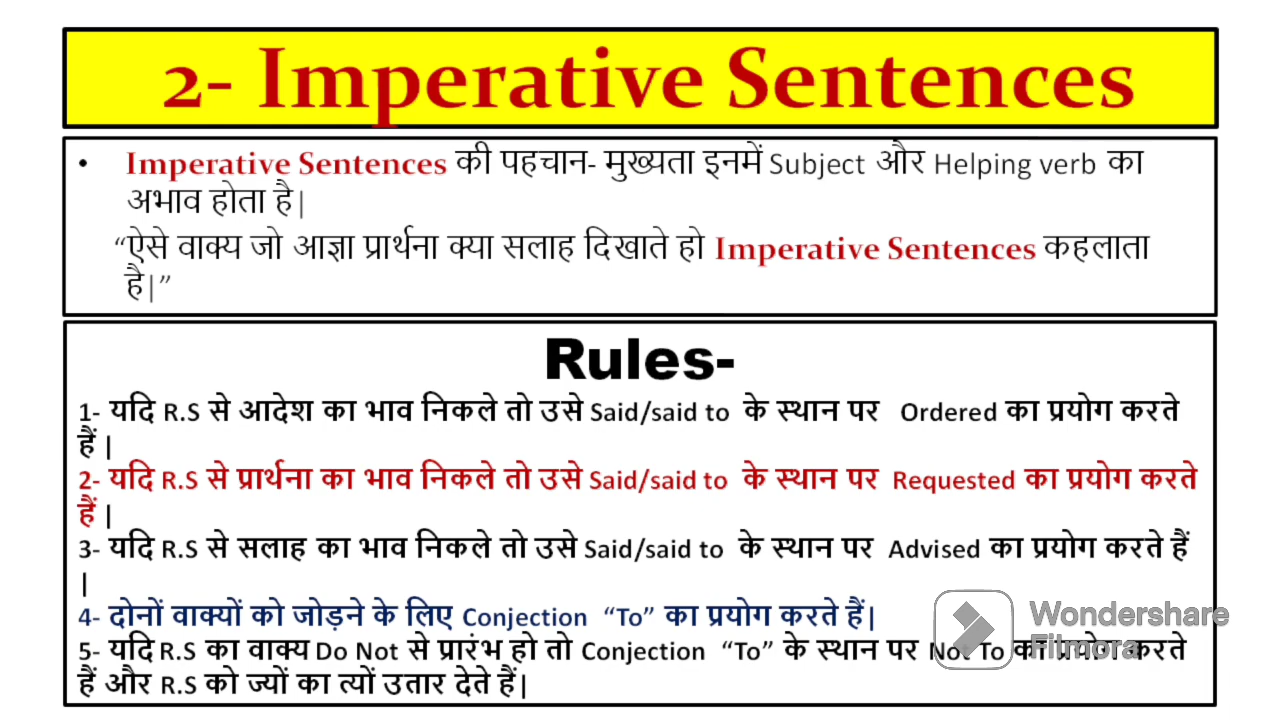 2- Imperative Sentences
• Imperative Sentences की पहचान- मुख्यता इनमें Subject और Helping verb का
अभाव होता है|
“ऐसे वाक्य जो आज्ञा प्रार्थना क्या सलाह दिखाते हो Imperative Sentences कहलाता
है|”
Rules-
1- यदि R.S से आदेश का भाव निकले तो उसे Said/said to के स्थान पर Ordered का प्रयोग करते
हैं |
2- यदि R.S से प्रार्थना का भाव निकले तो उसे Said/said to के स्थान पर Requested का प्रयोग करते
हैं |
3- यदि R.S से सलाह का भाव निकले तो उसे Said/said to के स्थान पर Advised का प्रयोग करते हैं
|
4- दोनों वाक्यों को जोड़ने के लिए Conjection “To” का प्रयोग करते हैं|
5- यदि R.S का वाक्य Do Not से प्रारंभ हो तो Conjection “To” के स्थान पर Not To का प्रयोग करते
हैं और R.S को ज्यों का त्यों उतार देते हैं|
Wondershare
Filmora